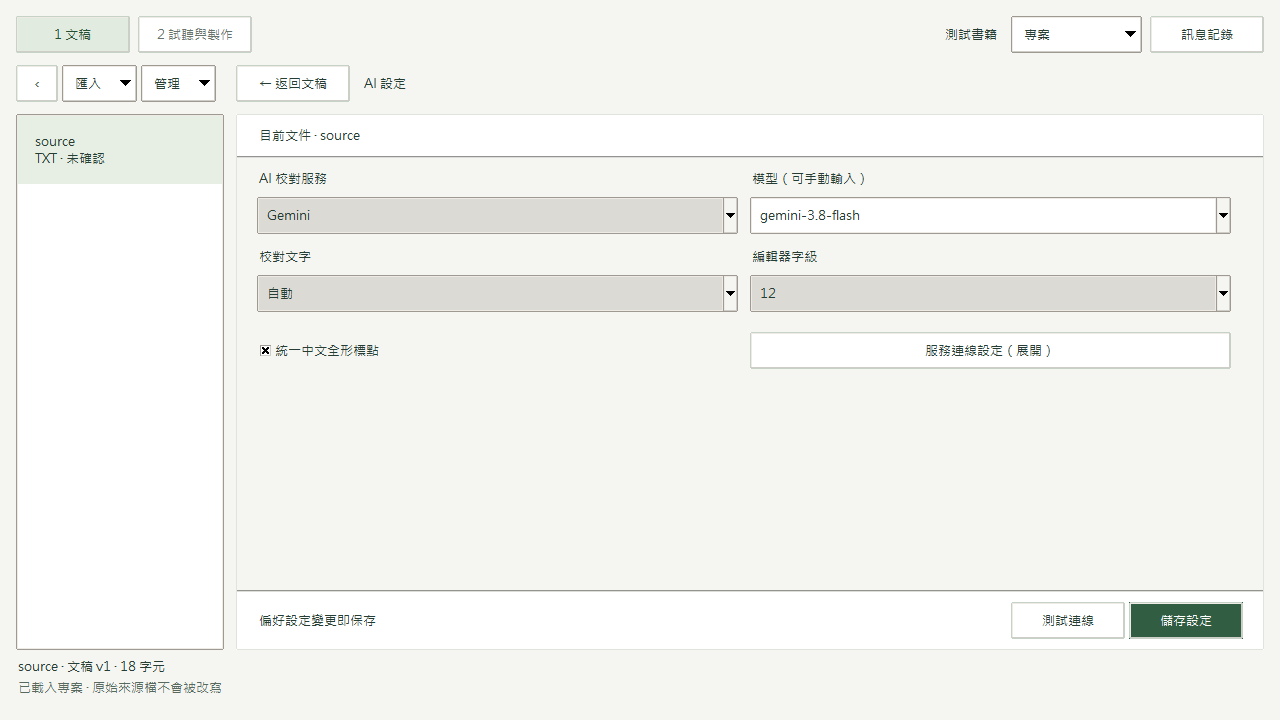 1 文稿
2 試聽與製作
測試書籍
專案
訊息記錄
‹
匯入
管理
← 返回文稿
AI 設定
source
TXT · 未確認
目前文件 · source
AI 校對服務
模型（可手動輸入）
Gemini
gemini-3.8-flash
校對文字
編輯器字級
自動
12
統一中文全形標點
服務連線設定（展開）
偏好設定變更即保存
測試連線
儲存設定
source · 文稿 v1 · 18 字元
已載入專案 · 原始來源檔不會被改寫